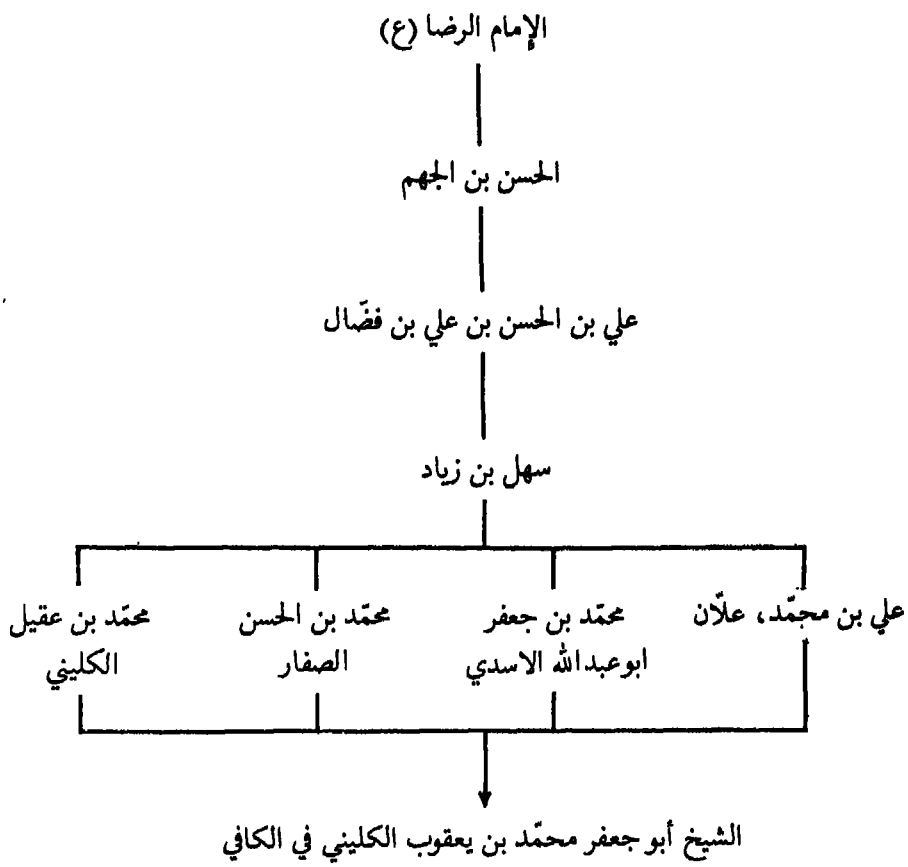 الإمام الرضا (ع)
الحسن بن الجهم
علي بن الحسن بن علي بن فضّال
سهل بن زياد
علي بن محمّد، علّان
محمّد بن جعفر
ابوعبدالله الاسدي
محمّد بن الحسن
الصفار
محمّد بن عقيل
الكليني
الشيخ أبو جعفر محمّد بن يعقوب الكليني في الكافي